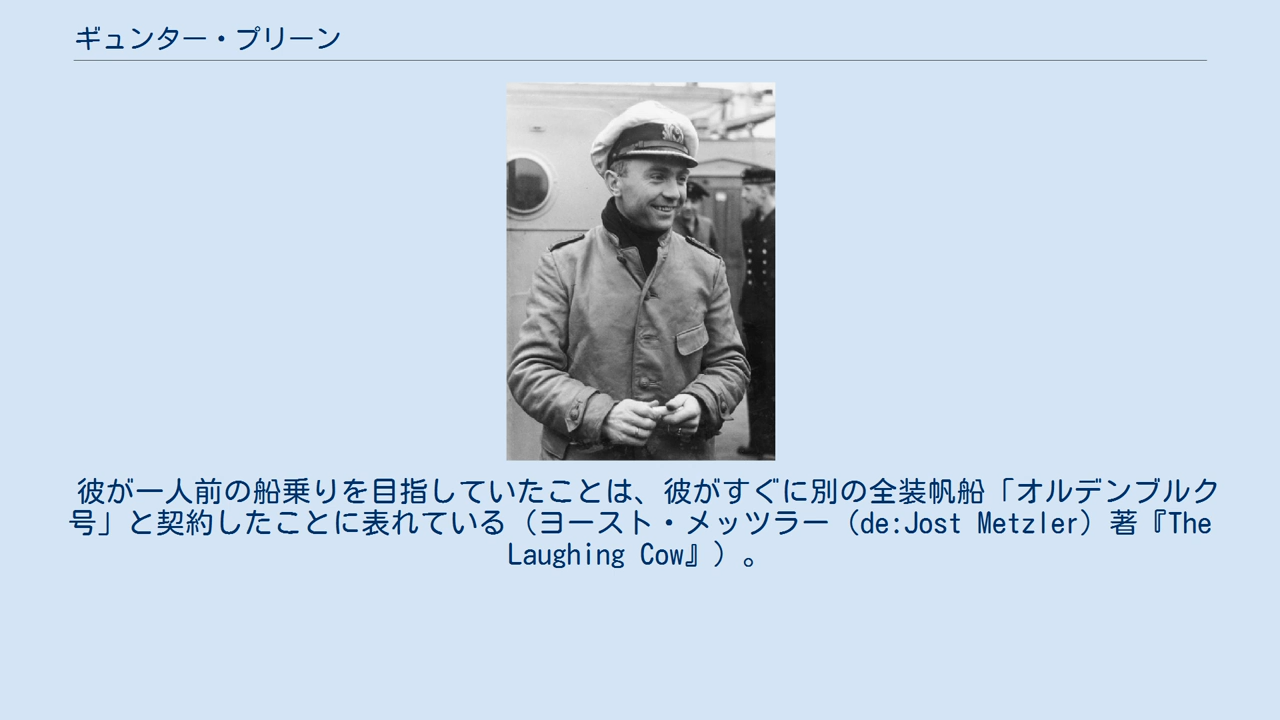 ギュンター・プリーン
彼が一人前の船乗りを目指していたことは、彼がすぐに別の全装帆船「オルデンブルク
号」と契約したことに表れている（ヨースト・メッツラー（de:Jost Metzler）著『The
Laughing Cow』）。